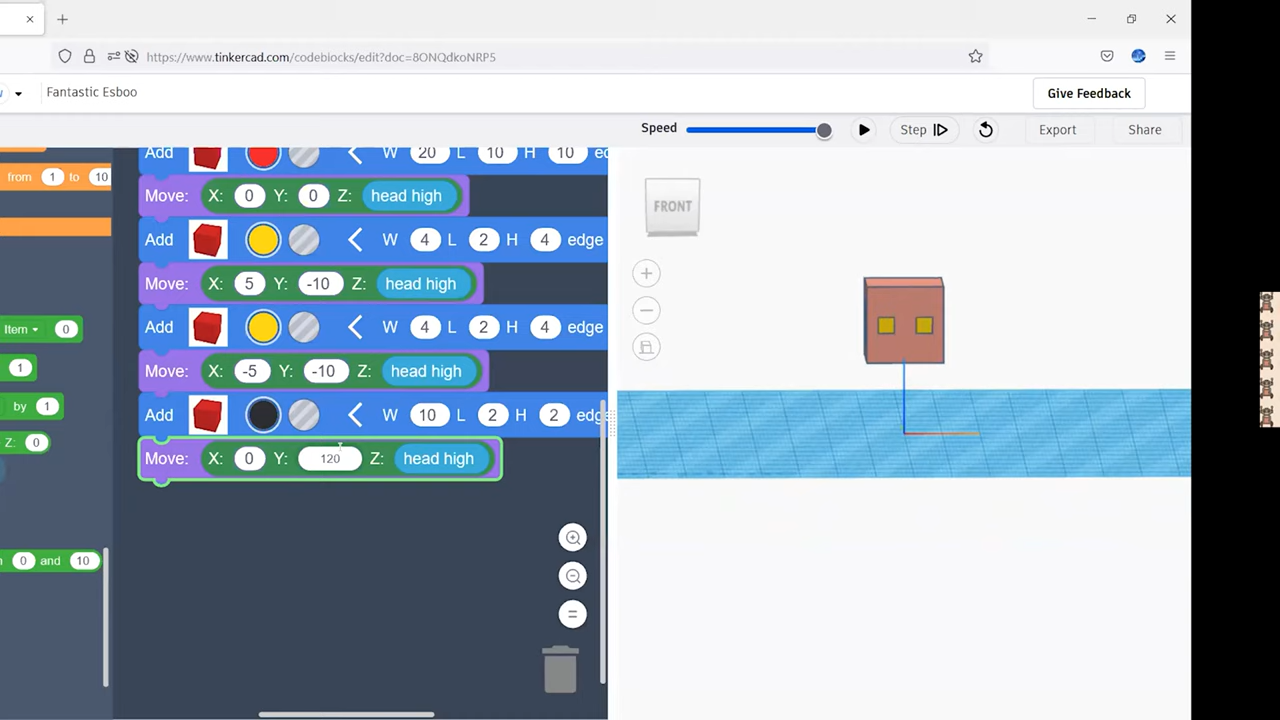 https://www.tinkercad.com/codeblocks/edit?doc=8ONQdkoNRP5
Fantastic Esboo
Give Feedback
Speed
Step
Export
Share
Add W 20 L 10 H 10
from 1 to 10
Move: X: 0 Y: 0 Z: head high
Add W 4 L 2 H 4 edge
Move: X: 5 Y: -10 Z: head high
Item 0
Add W 4 L 2 H 4 edge
1
Move: X: -5 Y: -10 Z: head high
by 1
Add W 10 L 2 H 2 edge
Z: 0
Move: X: 0 Y: 120 Z: head high
0 and 10
FRONT